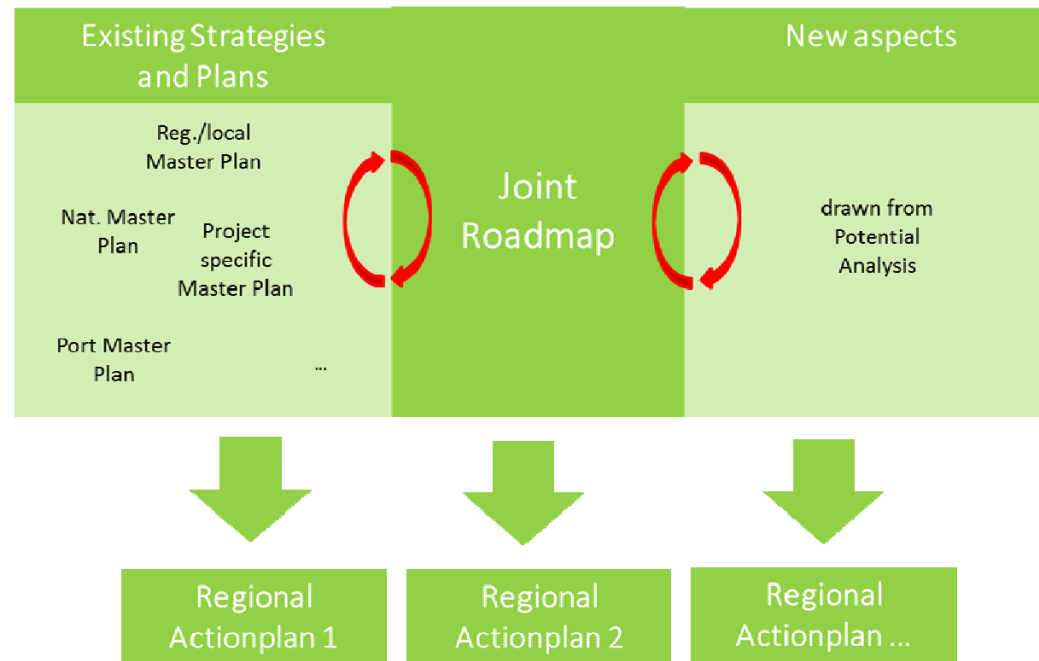 Existing Strategies
and Plans
New aspects
Reg./local
Master Plan
Nat. Master
Plan
Project
specific
Master Plan
Port Master
Plan
...
Joint
Roadmap
drawn from
Potential
Analysis
Regional
Actionplan 1
Regional
Actionplan 2
Regional
Actionplan ...